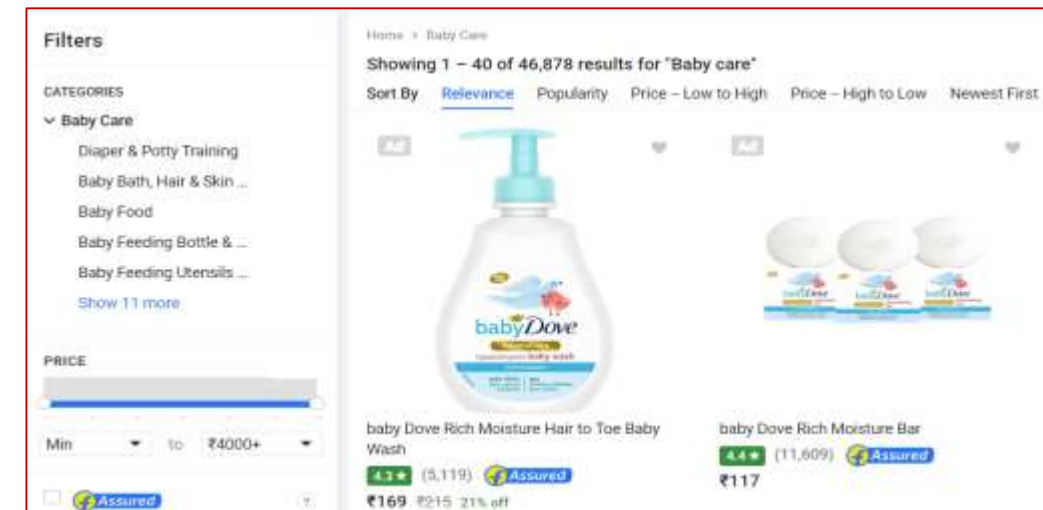 Filters
CATEGORIES
Baby Care
Diaper & Potty Training
Baby Bath, Hair & Skin ...
Baby Food
Baby Feeding Bottle & ...
Baby Feeding Utensils ...
Show 11 more
PRICE
Min to ₹4000+
Assured
?
Home > Baby Care
Showing 1 – 40 of 46,878 results for "Baby care"
Sort By Relevance Popularity Price – Low to High Price – High to Low Newest First
Ad
baby Dove
baby wash
Ad
baby Dove Rich Moisture Hair to Toe Baby
Wash
4.3★ (5,119) Assured
₹169 ₹215 21% off
baby Dove Rich Moisture Bar
4.4★ (11,609) Assured
₹117